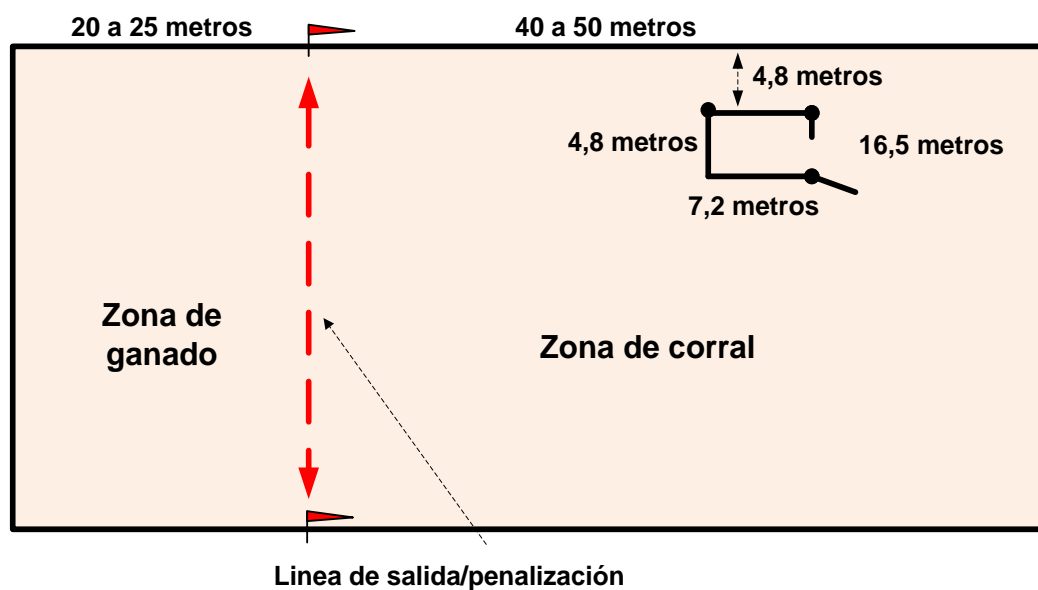 20 a 25 metros
40 a 50 metros
4,8 metros
4,8 metros
16,5 metros
7,2 metros
Zona de
ganado
Zona de corral
Linea de salida/penalización